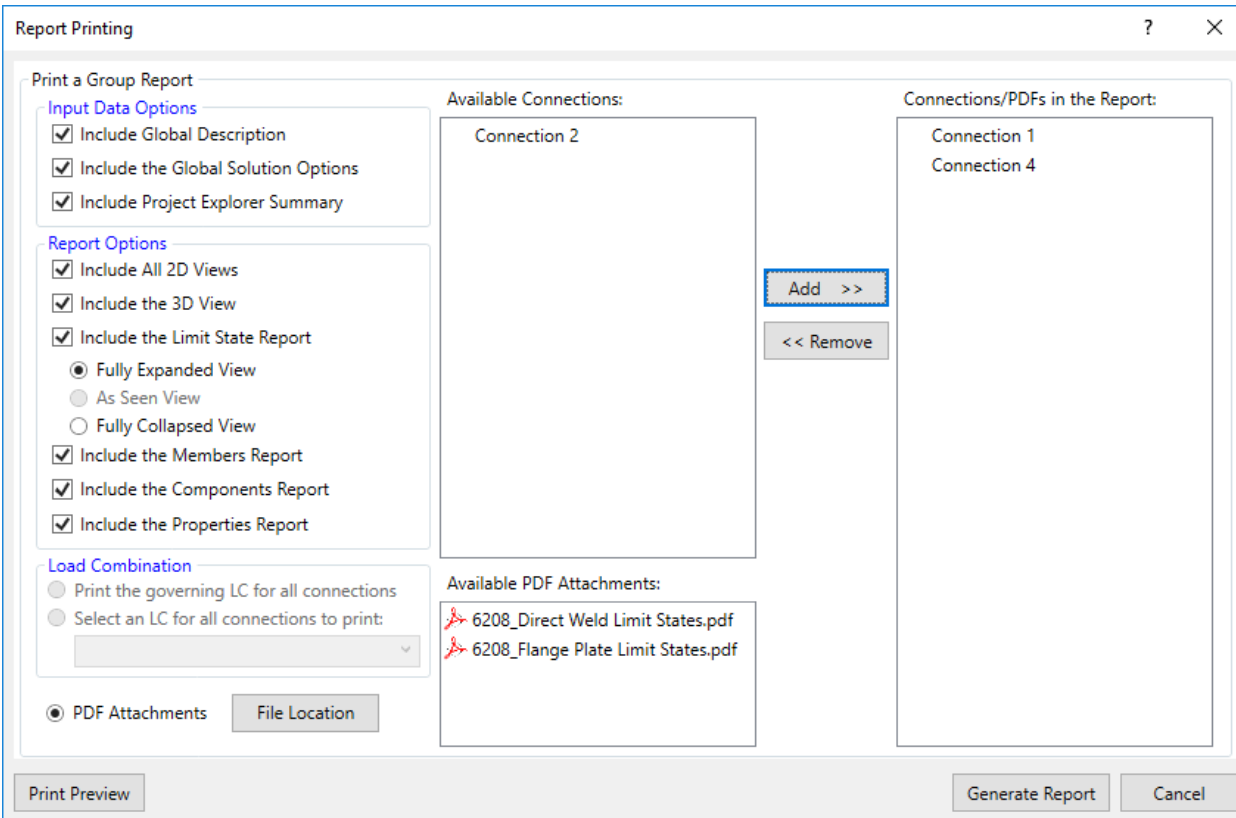 Report Printing
?
Print a Group Report
Input Data Options
Include Global Description
Include the Global Solution Options
Include Project Explorer Summary
Report Options
Include All 2D Views
Include the 3D View
Include the Limit State Report
Fully Expanded View
As Seen View
Fully Collapsed View
Include the Members Report
Include the Components Report
Include the Properties Report
Load Combination
Print the governing LC for all connections
Select an LC for all connections to print:
PDF Attachments
File Location
Available Connections:
Connection 2
Available PDF Attachments:
6208_Direct Weld Limit States.pdf
6208_Flange Plate Limit States.pdf
Add >>
<< Remove
Connections/PDFs in the Report:
Connection 1
Connection 4
Print Preview
Generate Report
Cancel